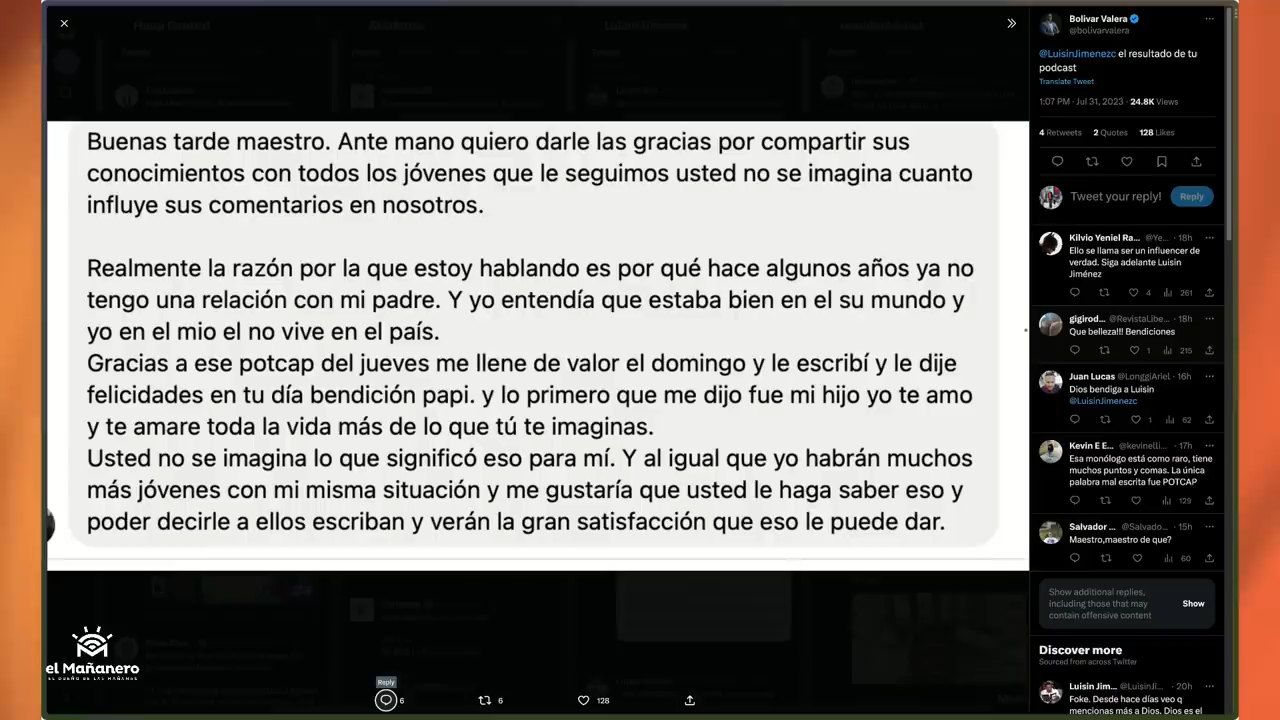 Buenas tarde maestro. Ante mano quiero darle las gracias por compartir sus
conocimientos con todos los jóvenes que le seguimos usted no se imagina cuanto
influye sus comentarios en nosotros.
Realmente la razón por la que estoy hablando es por qué hace algunos años ya no
tengo una relación con mi padre. Y yo entendía que estaba bien en el su mundo y
yo en el mio el no vive en el país.
Gracias a ese potcap del jueves me llene de valor el domingo y le escribí y le dije
felicidades en tu día bendición papi. y lo primero que me dijo fue mi hijo yo te amo
y te amare toda la vida más de lo que tú te imaginas.
Usted no se imagina lo que significó eso para mí. Y al igual que yo habrán muchos
más jóvenes con mi misma situación y me gustaría que usted le haga saber eso y
poder decirle a ellos escriban y verán la gran satisfacción que eso le puede dar.
el Mañanero
EL SUEÑO DE LAS MAÑANAS
Reply
6
6
128
Bolívar Valera
@bolivarvalera
@LuisinJimenezc el resultado de tu
podcast
Translate Tweet
1:07 PM · Jul 31, 2023 · 24.8K Views
4 Retweets 2 Quotes 128 Likes
Tweet your reply! Reply
Kilvio Yeniel Ra... @Ye... · 18h
Ello se llama ser un influencer de
verdad. Siga adelante Luisin
Jiménez
4 261
gigirod... @RevistaLibe... · 18h
Que belleza!!! Bendiciones
1 215
Juan Lucas @LonggiAriel · 16h
Dios bendiga a Luisin
@LuisinJimenezc
1 62
Kevin E E... @kevinelli... · 17h
Esa monólogo está como raro, tiene
muchos puntos y comas. La única
palabra mal escrita fue POTCAP
129
Salvador ... @Salvado... · 15h
Maestro,maestro de que?
60
Show additional replies,
including those that may
contain offensive content
Show
Discover more
Sourced from across Twitter
Luisin Jim... @LuisinJi... · 20h
Foke. Desde hace días veo q
mencionas más a Dios. Dios es el